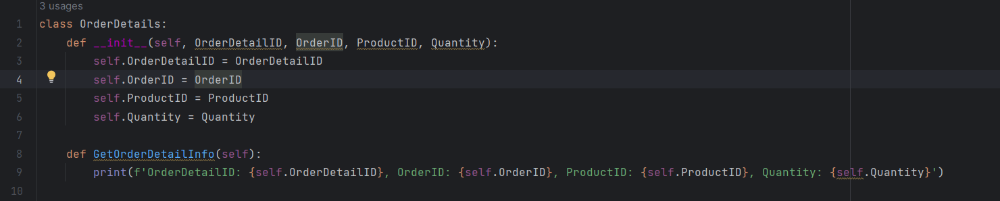 3 usages
1 class OrderDetails:
2     def __init__(self, OrderDetailID, OrderID, ProductID, Quantity):
3         self.OrderDetailID = OrderDetailID
4         self.OrderID = OrderID
5         self.ProductID = ProductID
6         self.Quantity = Quantity
7
8     def GetOrderDetailInfo(self):
9         print(f'OrderDetailID: {self.OrderDetailID}, OrderID: {self.OrderID}, ProductID: {self.ProductID}, Quantity: {self.Quantity}')
10